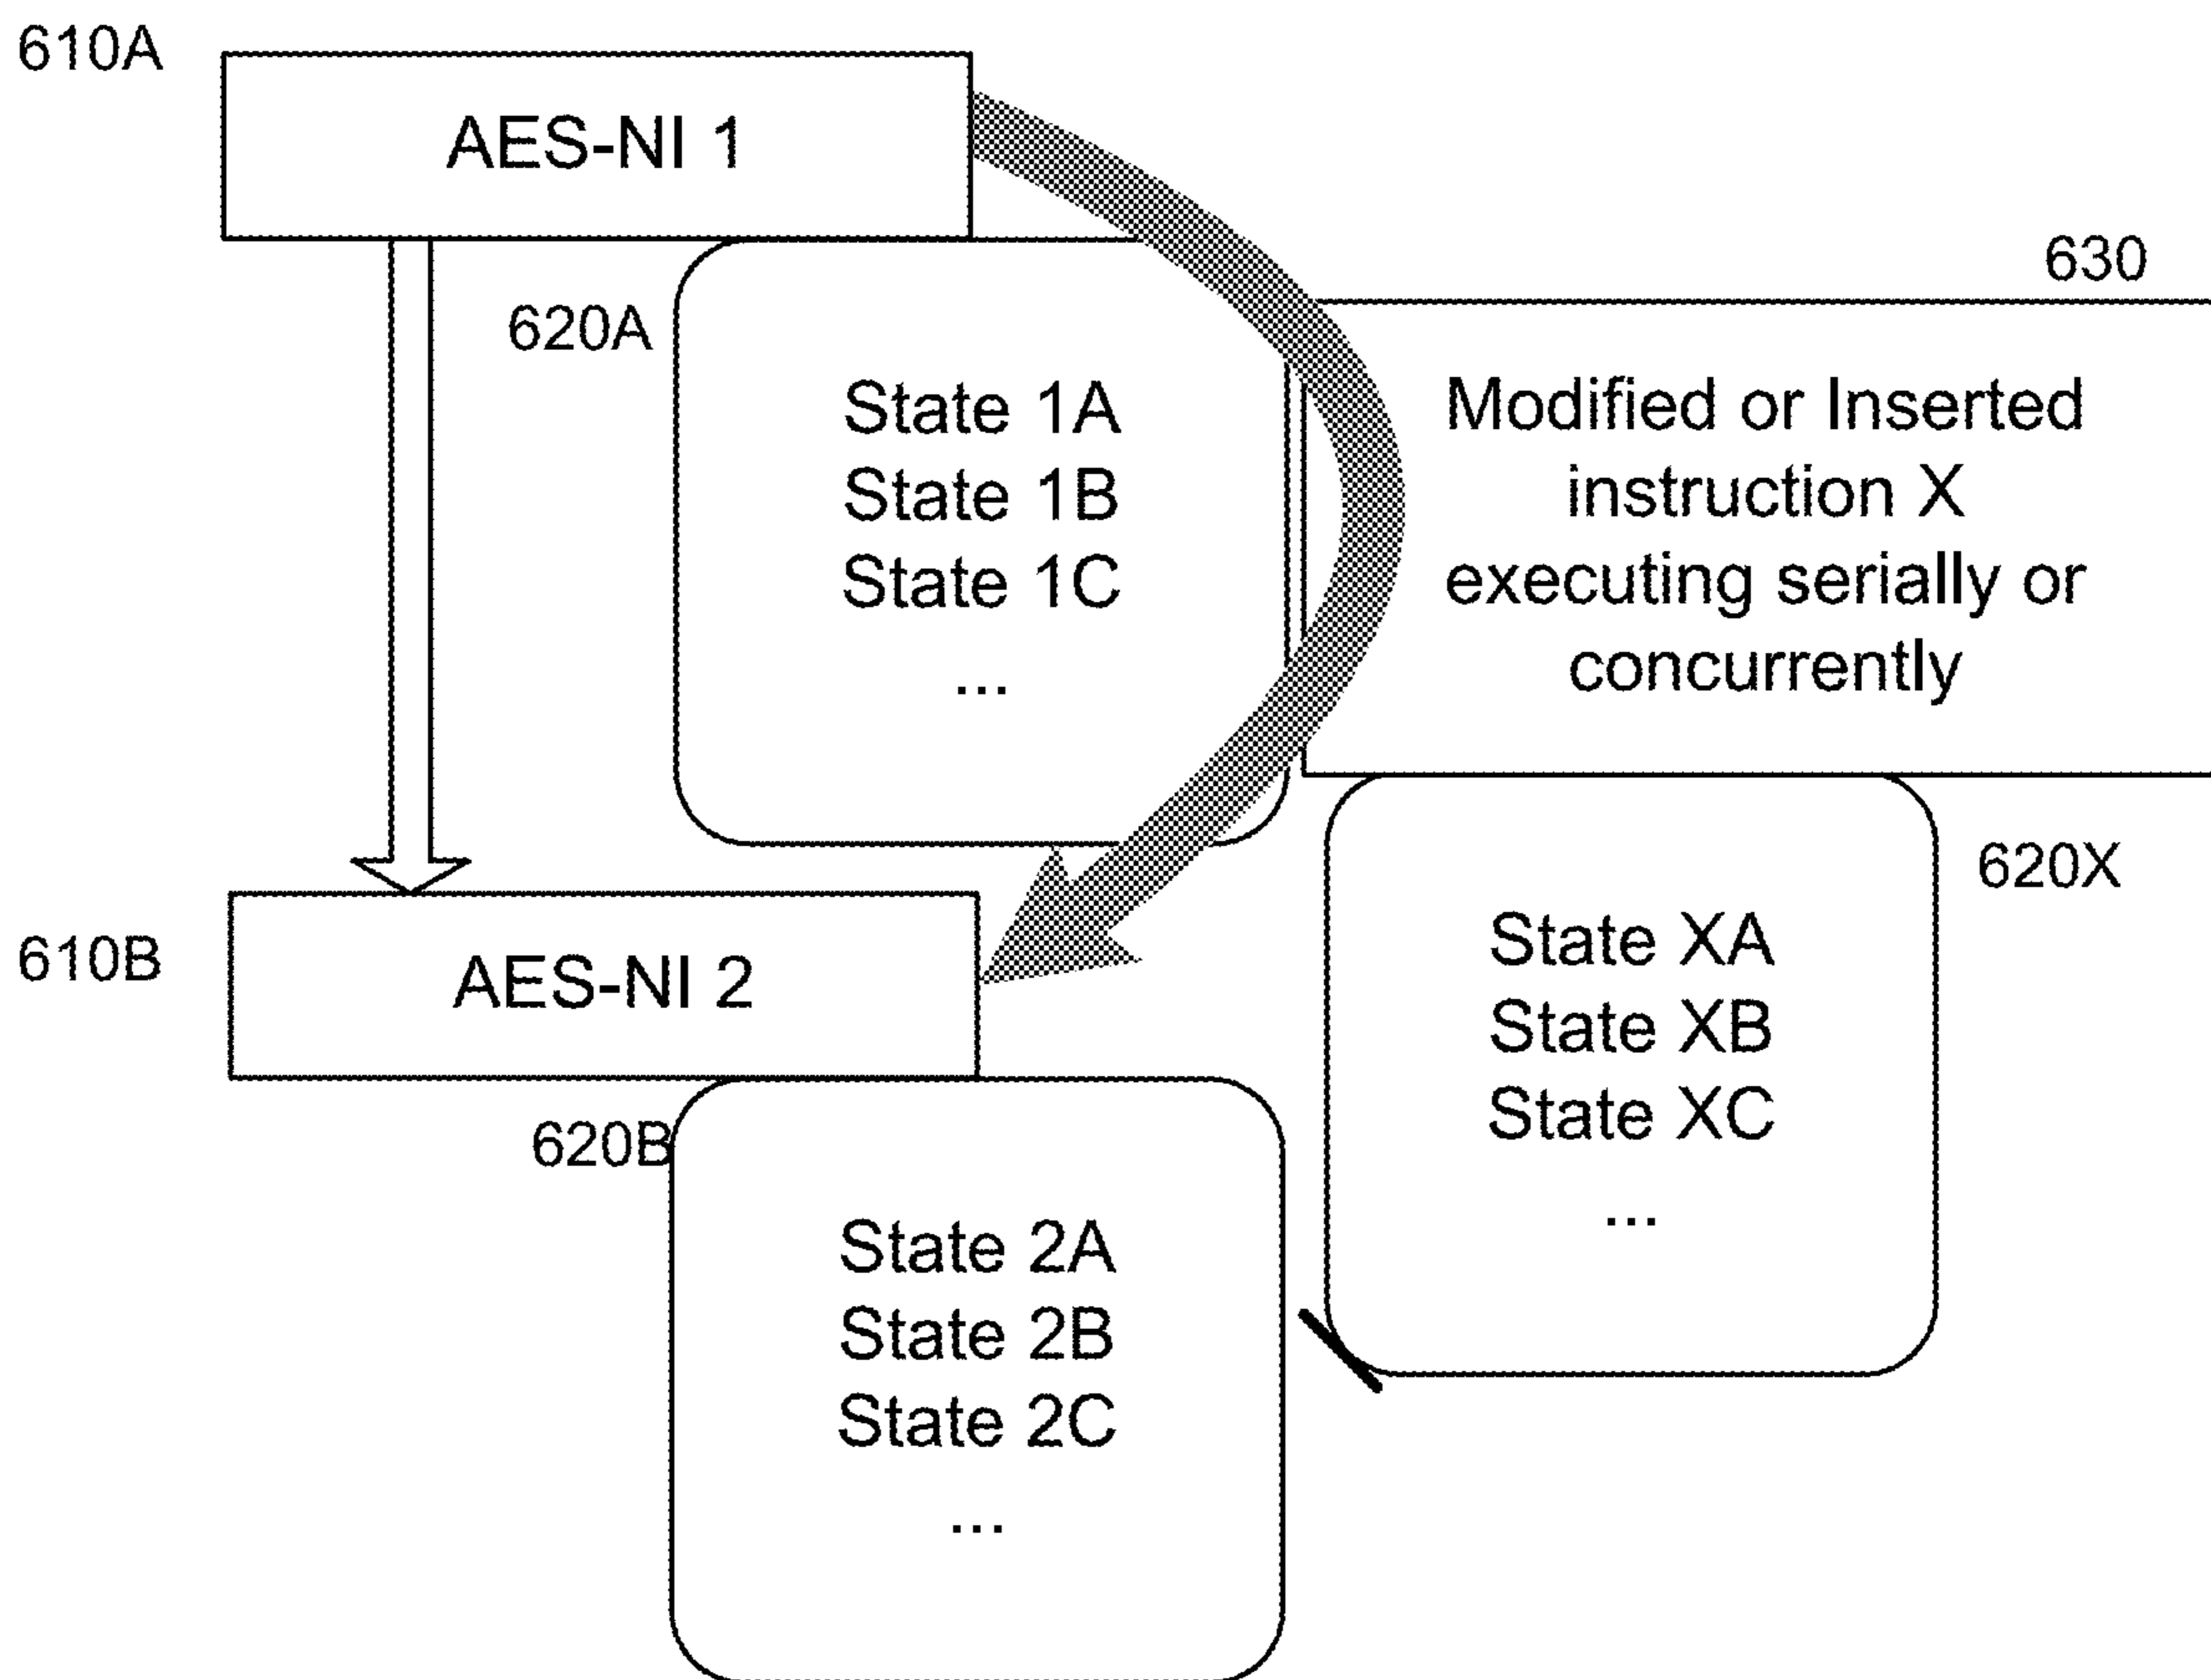 610A
AES-NI 1
630
620A
State 1A
State 1B
State 1C
...
Modified or Inserted
instruction X
executing serially or
concurrently
620X
610B
AES-NI 2
State XA
State XB
State XC
...
620B
State 2A
State 2B
State 2C
...